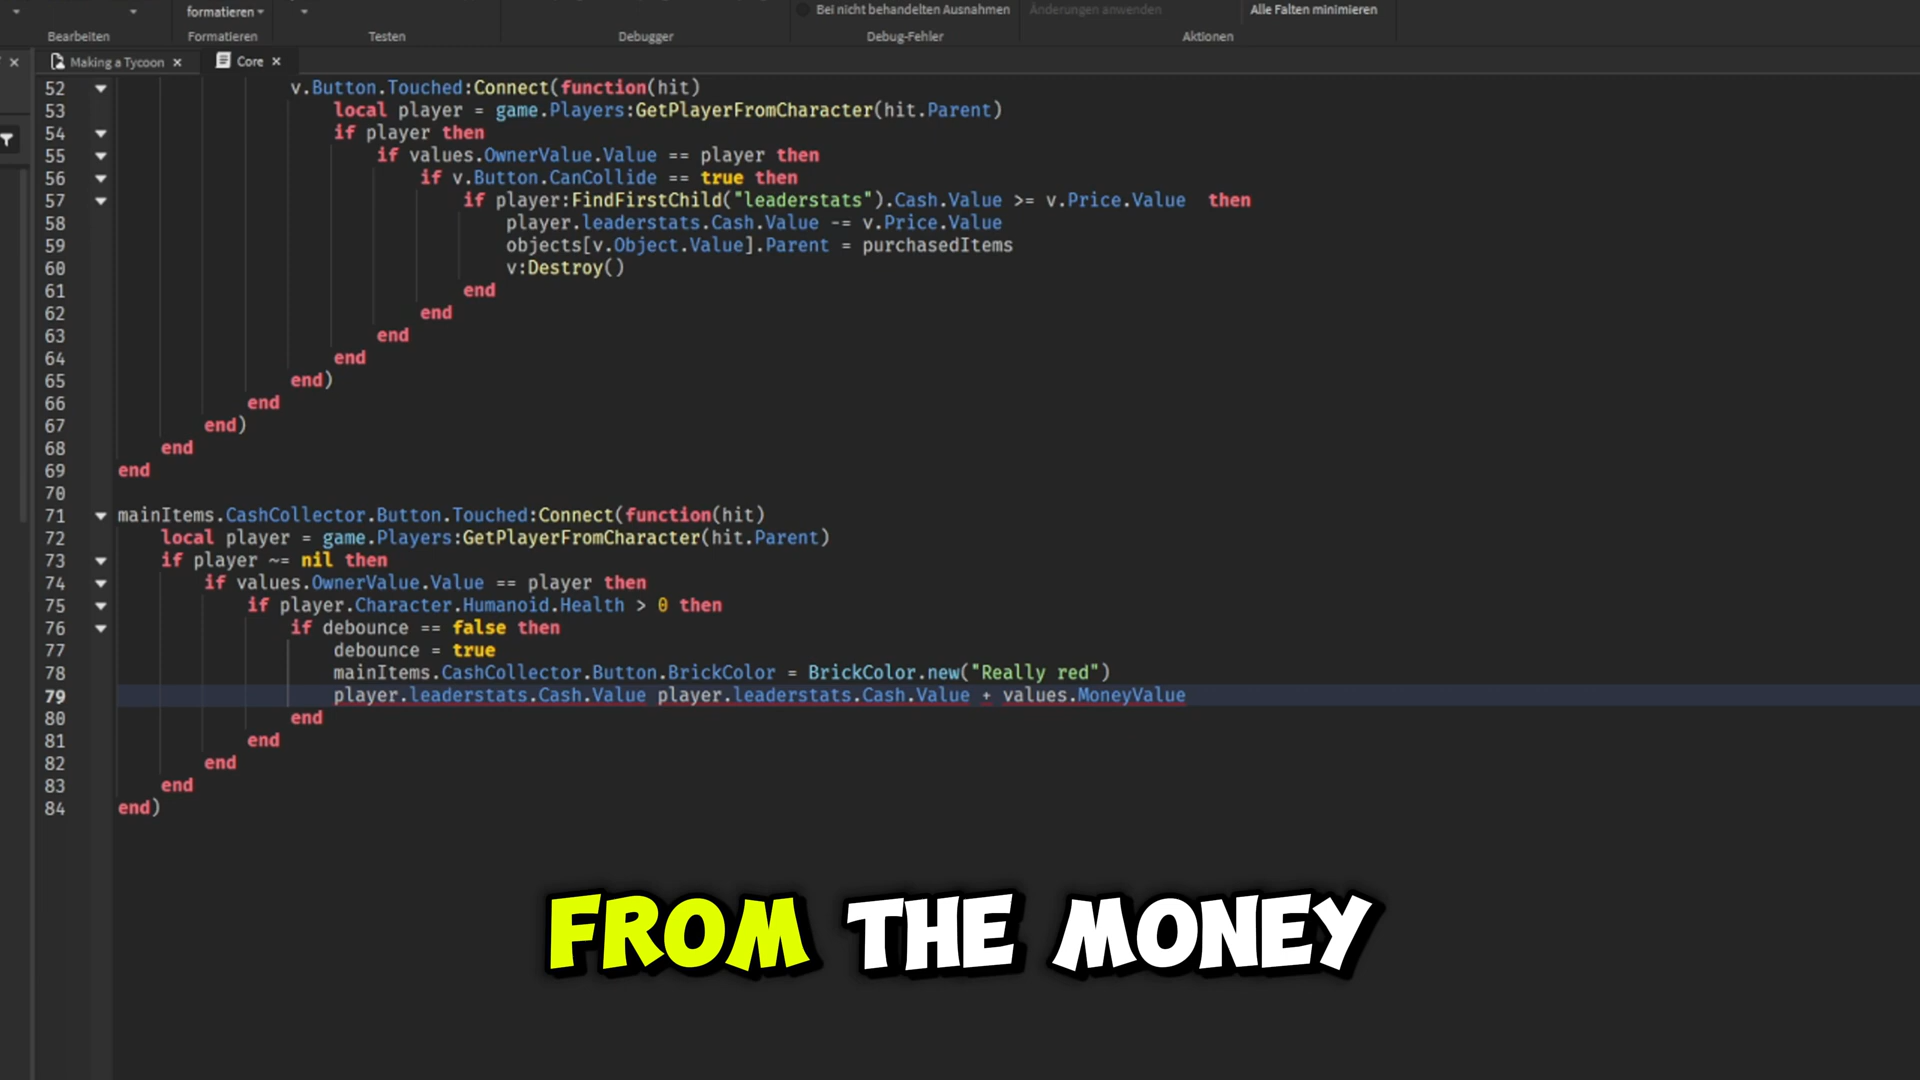 formatieren
Bei nicht behandelten Ausnahmen
Änderungen anwenden
Alle Falten minimieren
Bearbeiten
Formatieren
Testen
Debugger
Debug-Fehler
Aktionen
Making a Tycoon
Core
52 v.Button.Touched:Connect(function(hit)
53 local player = game.Players:GetPlayerFromCharacter(hit.Parent)
54 if player then
55 if values.OwnerValue.Value == player then
56 if v.Button.CanCollide == true then
57 if player:FindFirstChild("leaderstats").Cash.Value >= v.Price.Value then
58 player.leaderstats.Cash.Value -= v.Price.Value
59 objects[v.Object.Value].Parent = purchasedItems
60 v:Destroy()
61 end
62 end
63 end
64 end
65 end)
66 end
67 end)
68 end
69 end
70
71 mainItems.CashCollector.Button.Touched:Connect(function(hit)
72 local player = game.Players:GetPlayerFromCharacter(hit.Parent)
73 if player ~= nil then
74 if values.OwnerValue.Value == player then
75 if player.Character.Humanoid.Health > 0 then
76 if debounce == false then
77 debounce = true
78 mainItems.CashCollector.Button.BrickColor = BrickColor.new("Really red")
79 player.leaderstats.Cash.Value player.leaderstats.Cash.Value + values.MoneyValue
80 end
81 end
82 end
83 end
84 end)
FROM THE MONEY